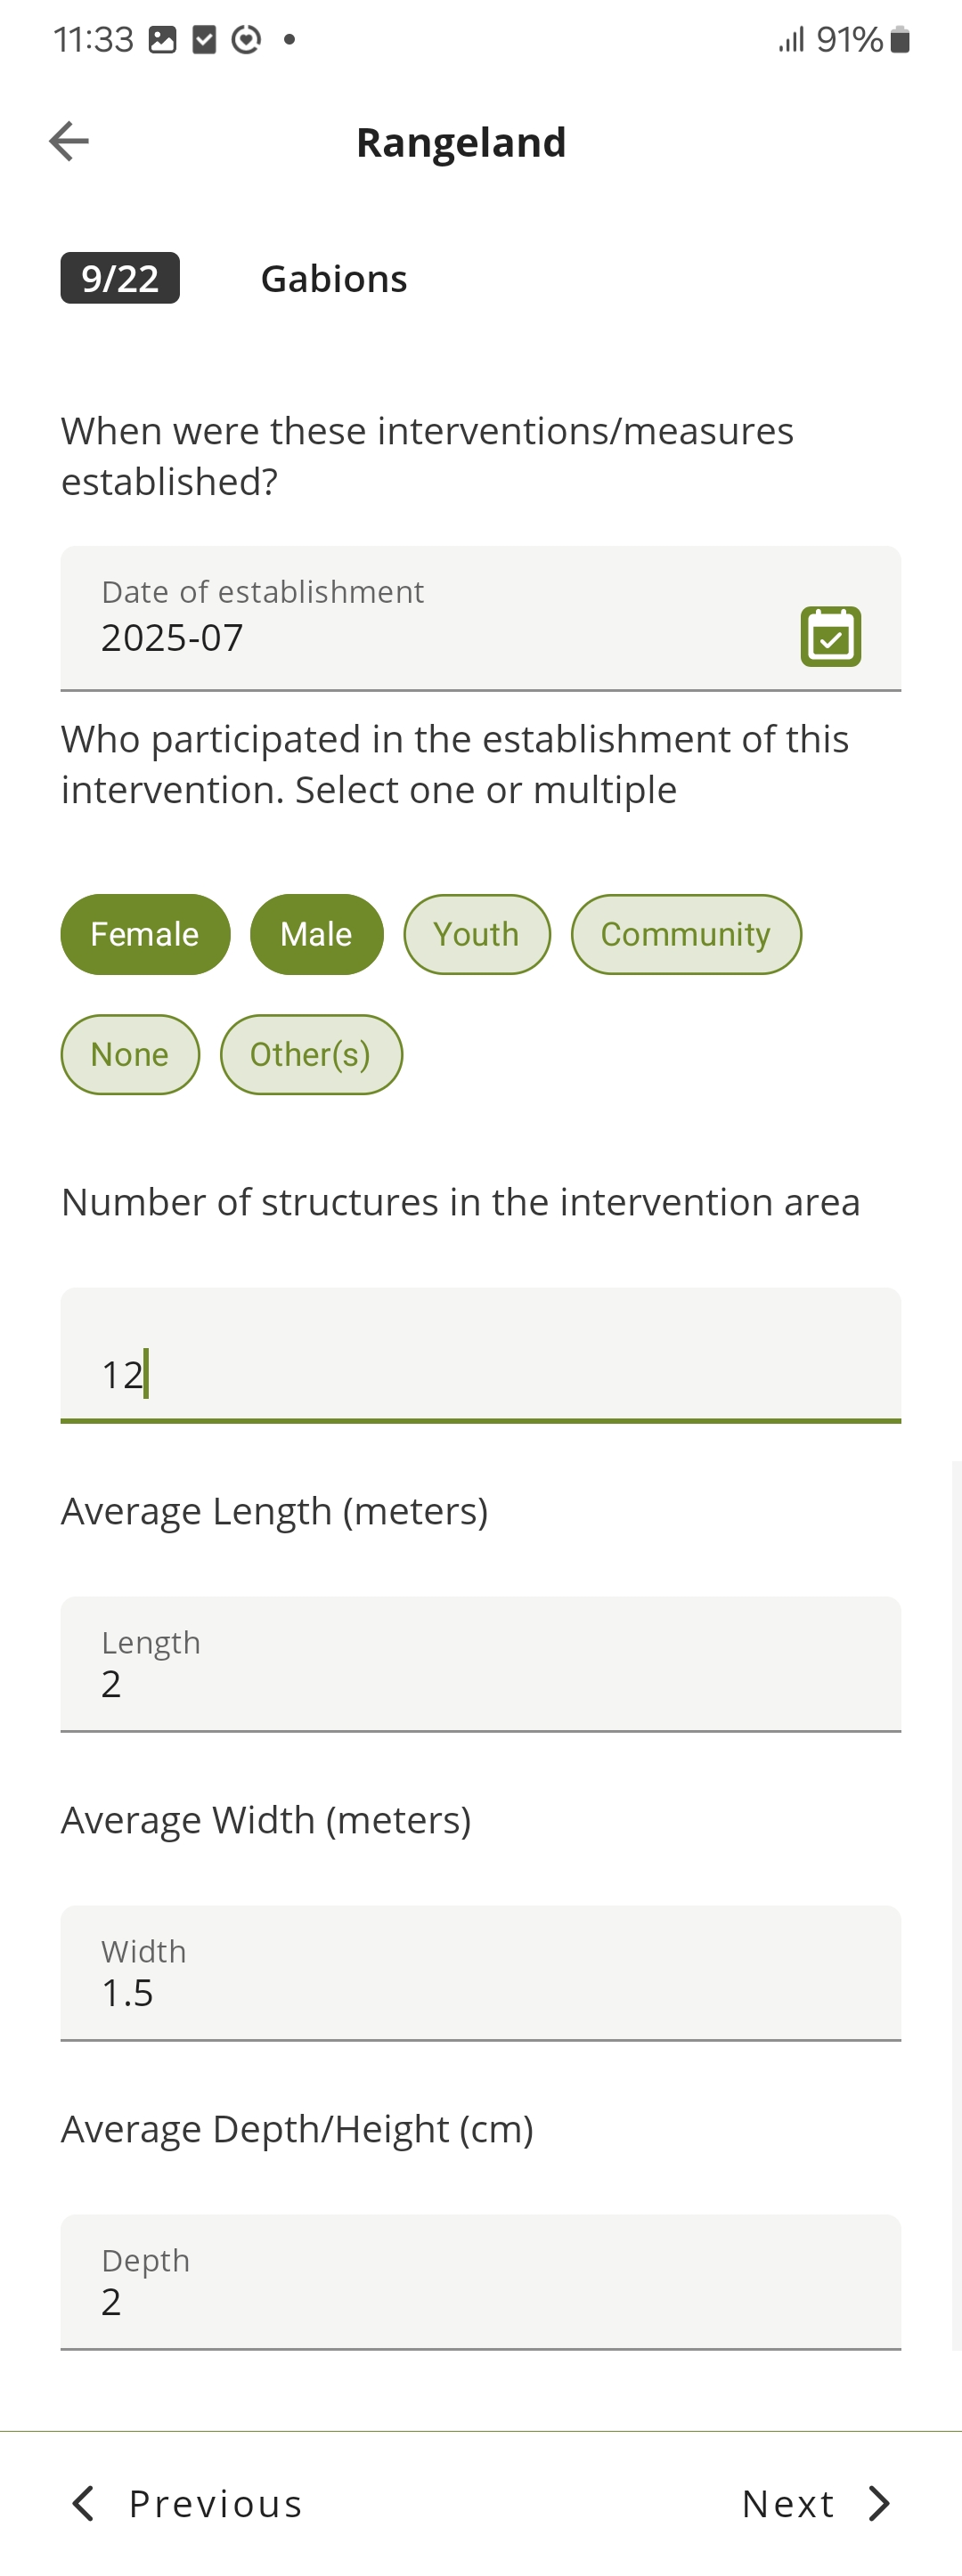 11:33
91%
Rangeland
9/22
Gabions
When were these interventions/measures
established?
Date of establishment
2025-07
Who participated in the establishment of this
intervention. Select one or multiple
Female Male Youth Community
None Other(s)
Number of structures in the intervention area
12
Average Length (meters)
Length
2
Average Width (meters)
Width
1.5
Average Depth/Height (cm)
Depth
2
Previous Next